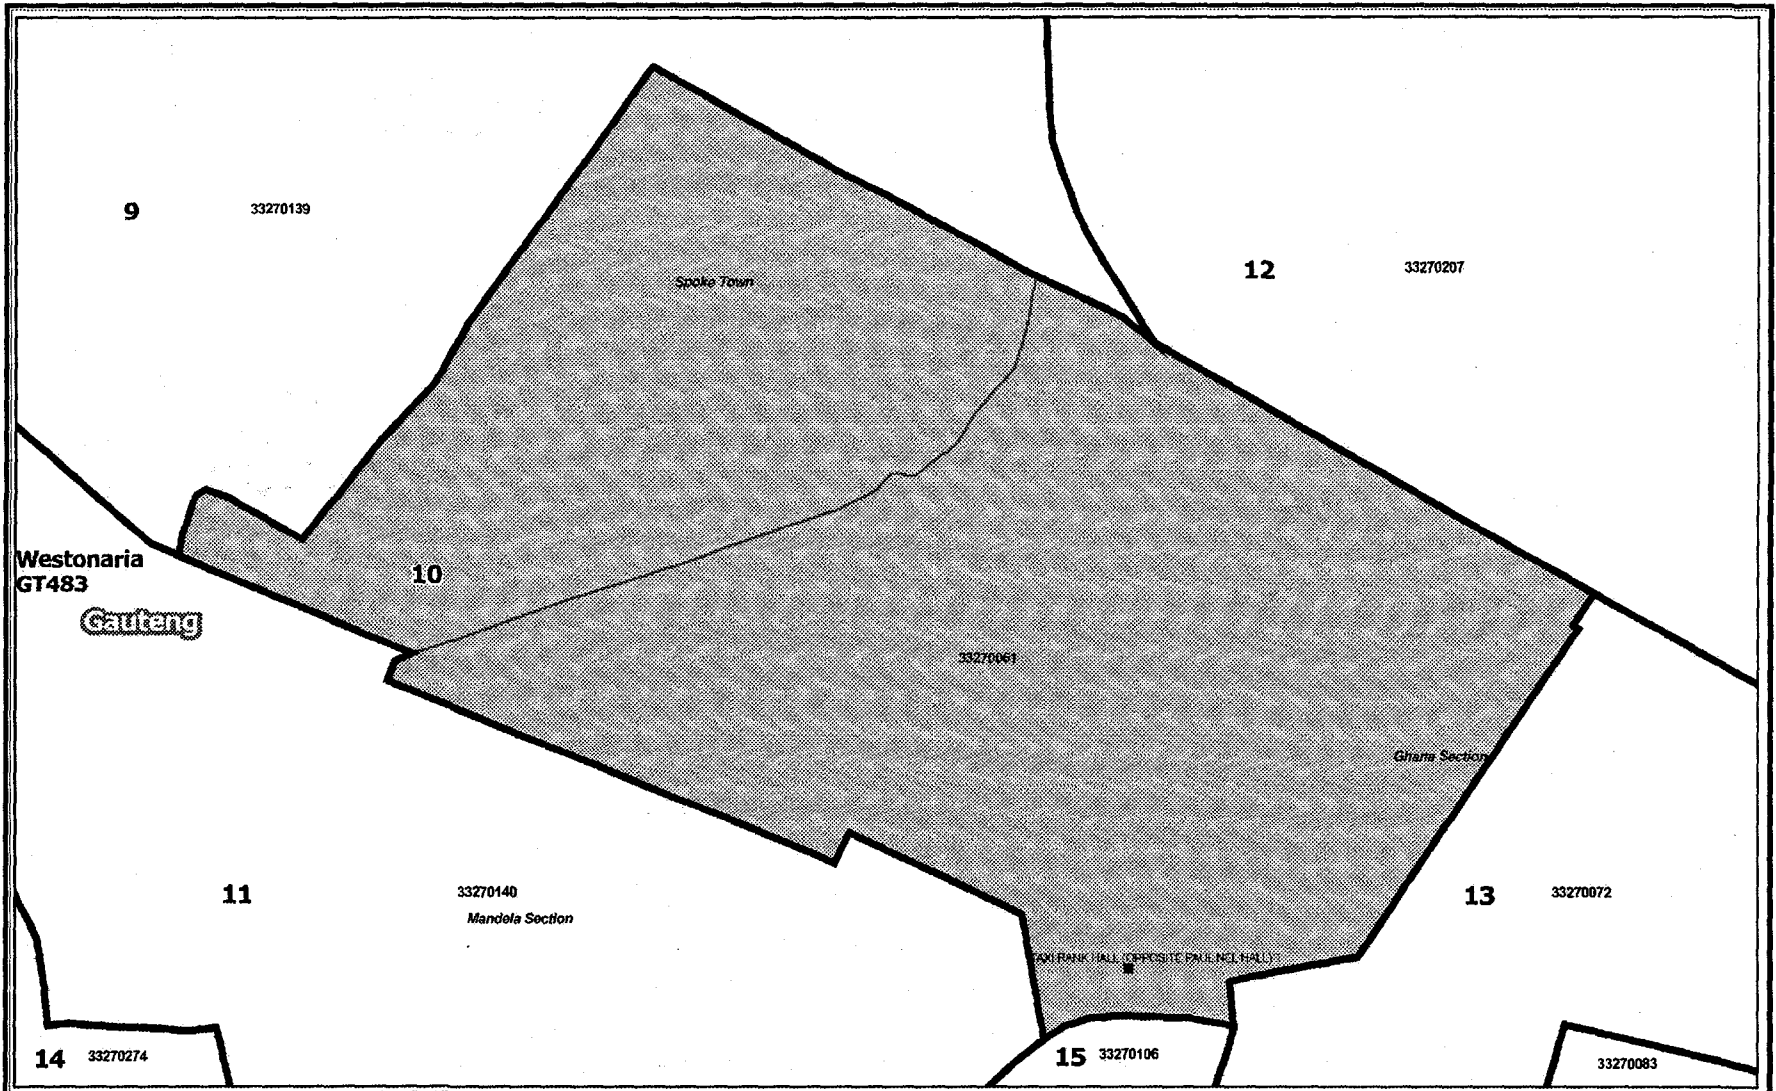 9 33270139
12 33270207
Spoke Town
Westonaria
GT483
Gauteng
10
33270061
Ghana Section
11 33270140
Mandela Section
13 33270072
TAXI RANK HALL (OPPOSITE PAUL NEL HALL)
14 33270274
15 33270106
33270083